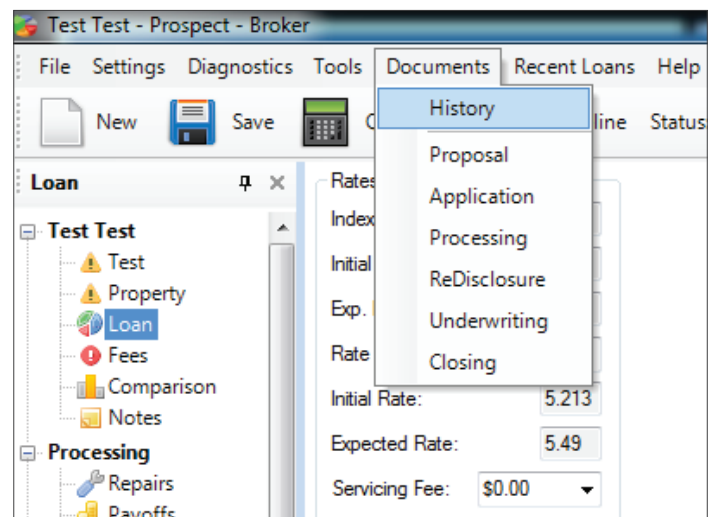 Test Test - Prospect - Broker
File Settings Diagnostics Tools Documents Recent Loans Help
New Save line Status
History
Proposal
Application
Processing
ReDisclosure
Underwriting
Closing
Loan
Test Test
Test
Property
Loan
Fees
Comparison
Notes
Processing
Repairs
Payoffs
Rates
Index
Initial
Exp.
Rate
Initial Rate: 5.213
Expected Rate: 5.49
Servicing Fee: $0.00